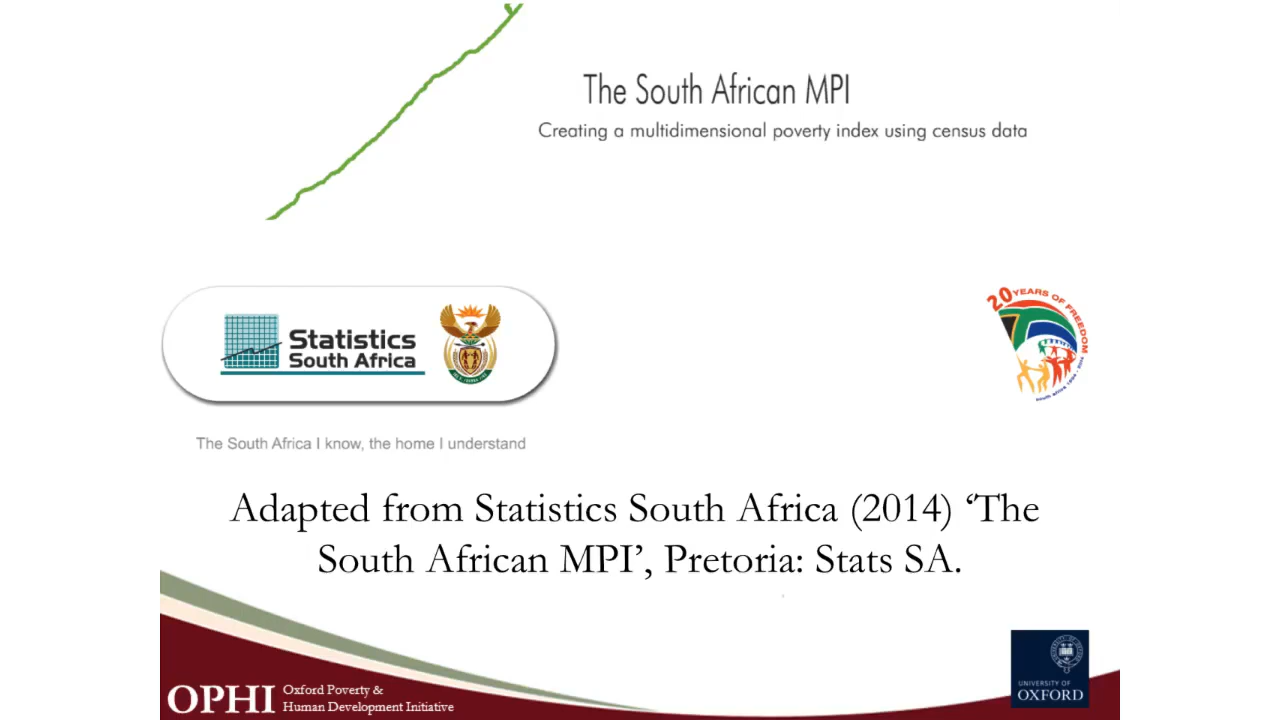 The South African MPI
Creating a multidimensional poverty index using census data
20 YEARS OF FREEDOM
Statistics
South Africa
The South Africa I know, the home I understand
Adapted from Statistics South Africa (2014) ‘The
South African MPI’, Pretoria: Stats SA.
OPHI
Oxford Poverty &
Human Development Initiative
UNIVERSITY OF
OXFORD